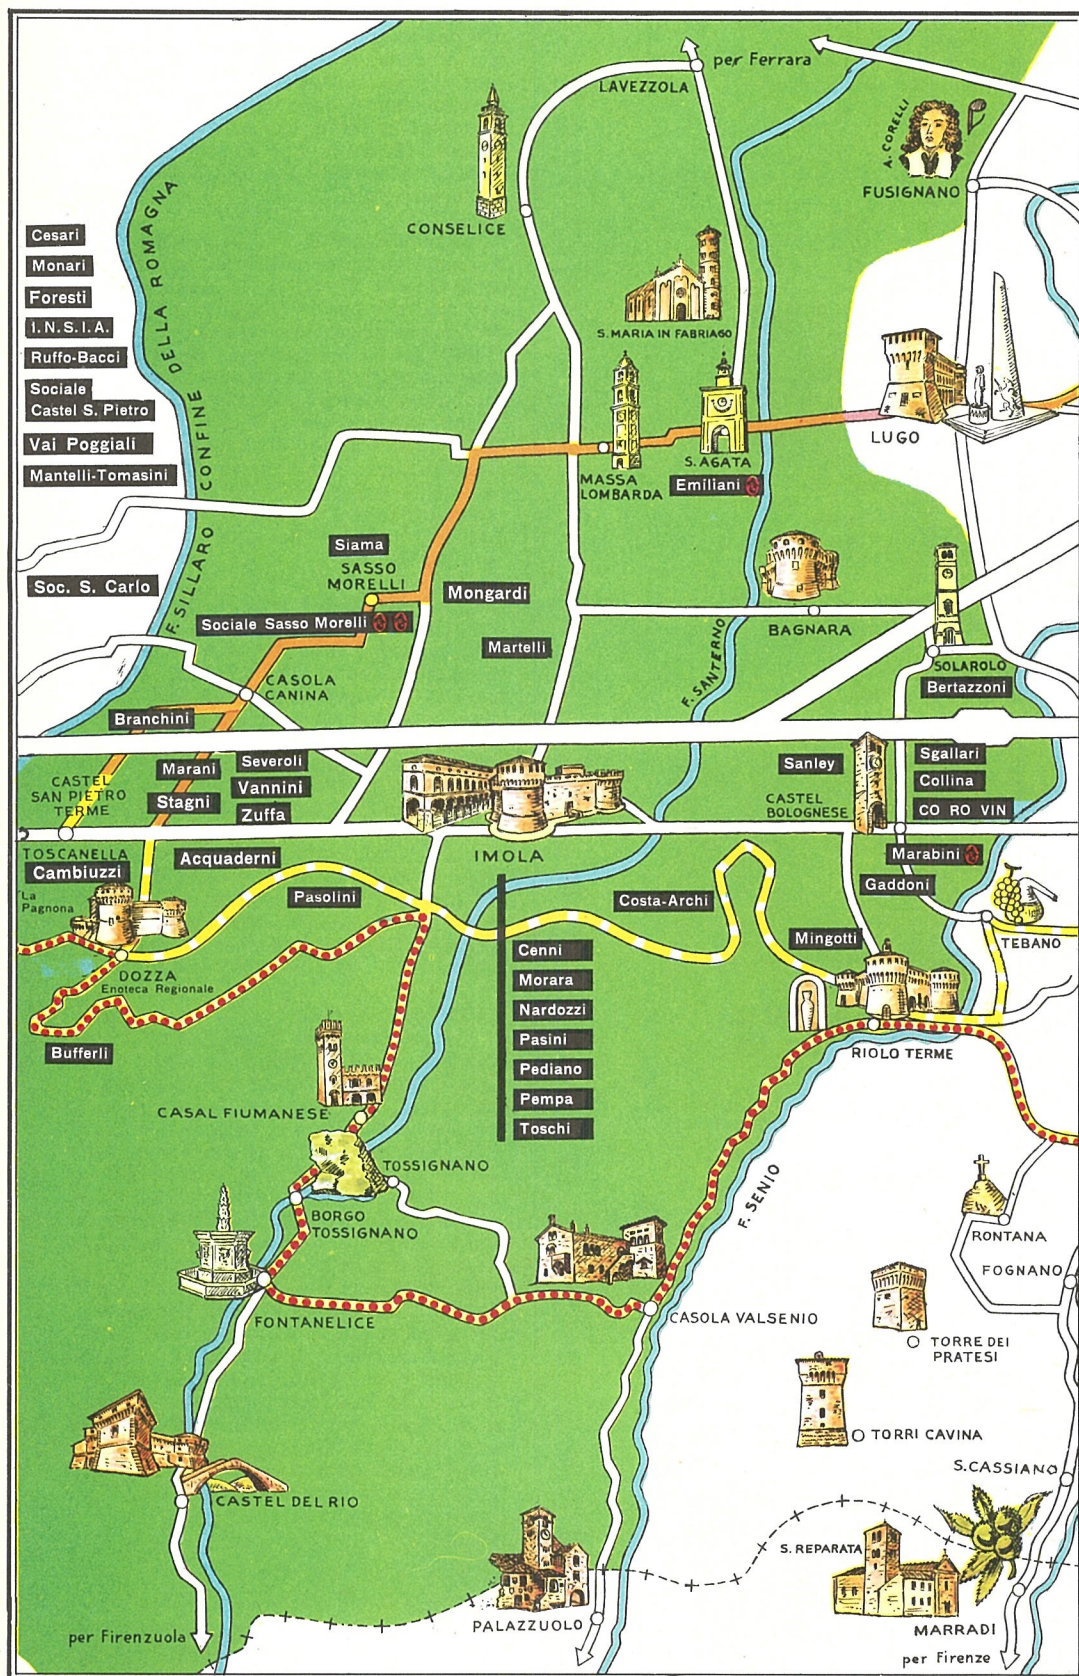 per Ferrara
LAVEZZOLA
A. CORELLI
FUSIGNANO
CONSELICE
S. MARIA IN FABRIAGO
F. SILLARO CONFINE DELLA ROMAGNA
Cesari
Monari
Foresti
I.N.S.I.A.
Ruffo-Bacci
Sociale
Castel S. Pietro
Vai Poggiali
Mantelli-Tomasini
Soc. S. Carlo
LUGO
MASSA
LOMBARDA
S. AGATA
Emiliani
Siama
SASSO
MORELLI
Mongardi
Sociale Sasso Morelli
Martelli
BAGNARA
F. SANTERNO
SOLAROLO
Bertazzoni
CASOLA
CANINA
Branchini
CASTEL
SAN PIETRO
TERME
Marani
Stagni
Severoli
Vannini
Zuffa
Sanley
CASTEL
BOLOGNESE
Sgallari
Collina
CO RO VIN
IMOLA
TOSCANELLA
Cambiuzzi
La
Pagnona
Acquaderni
Pasolini
Costa-Archi
Marabini
Gaddoni
Mingotti
TEBANO
DOZZA
Enoteca Regionale
Bufferli
Cenni
Morara
Nardozzi
Pasini
Pediano
Pempa
Toschi
RIOLO TERME
CASAL FIUMANESE
TOSSIGNANO
BORGO
TOSSIGNANO
F. SENIO
RONTANA
FOGNANO
FONTANELICE
CASOLA VALSENIO
TORRE DEI
PRATESI
TORRI CAVINA
S. CASSIANO
CASTEL DEL RIO
S. REPARATA
PALAZZUOLO
MARRADI
per Firenzuola
per Firenze